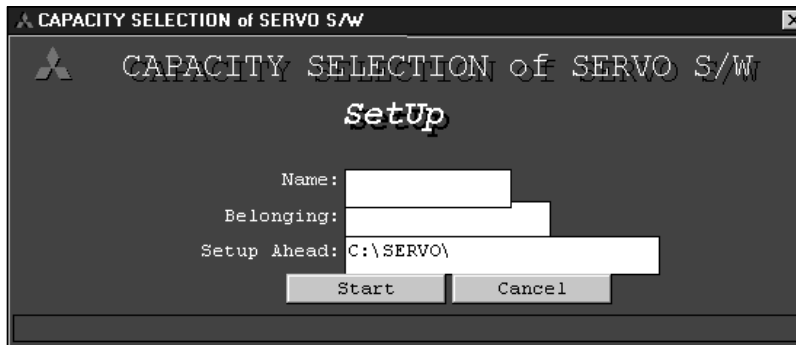 CAPACITY SELECTION of SERVO S/W
CAPACITY SELECTION of SERVO S/W
SetUp
Name:
Belonging:
Setup Ahead: C:\SERVO\
Start Cancel